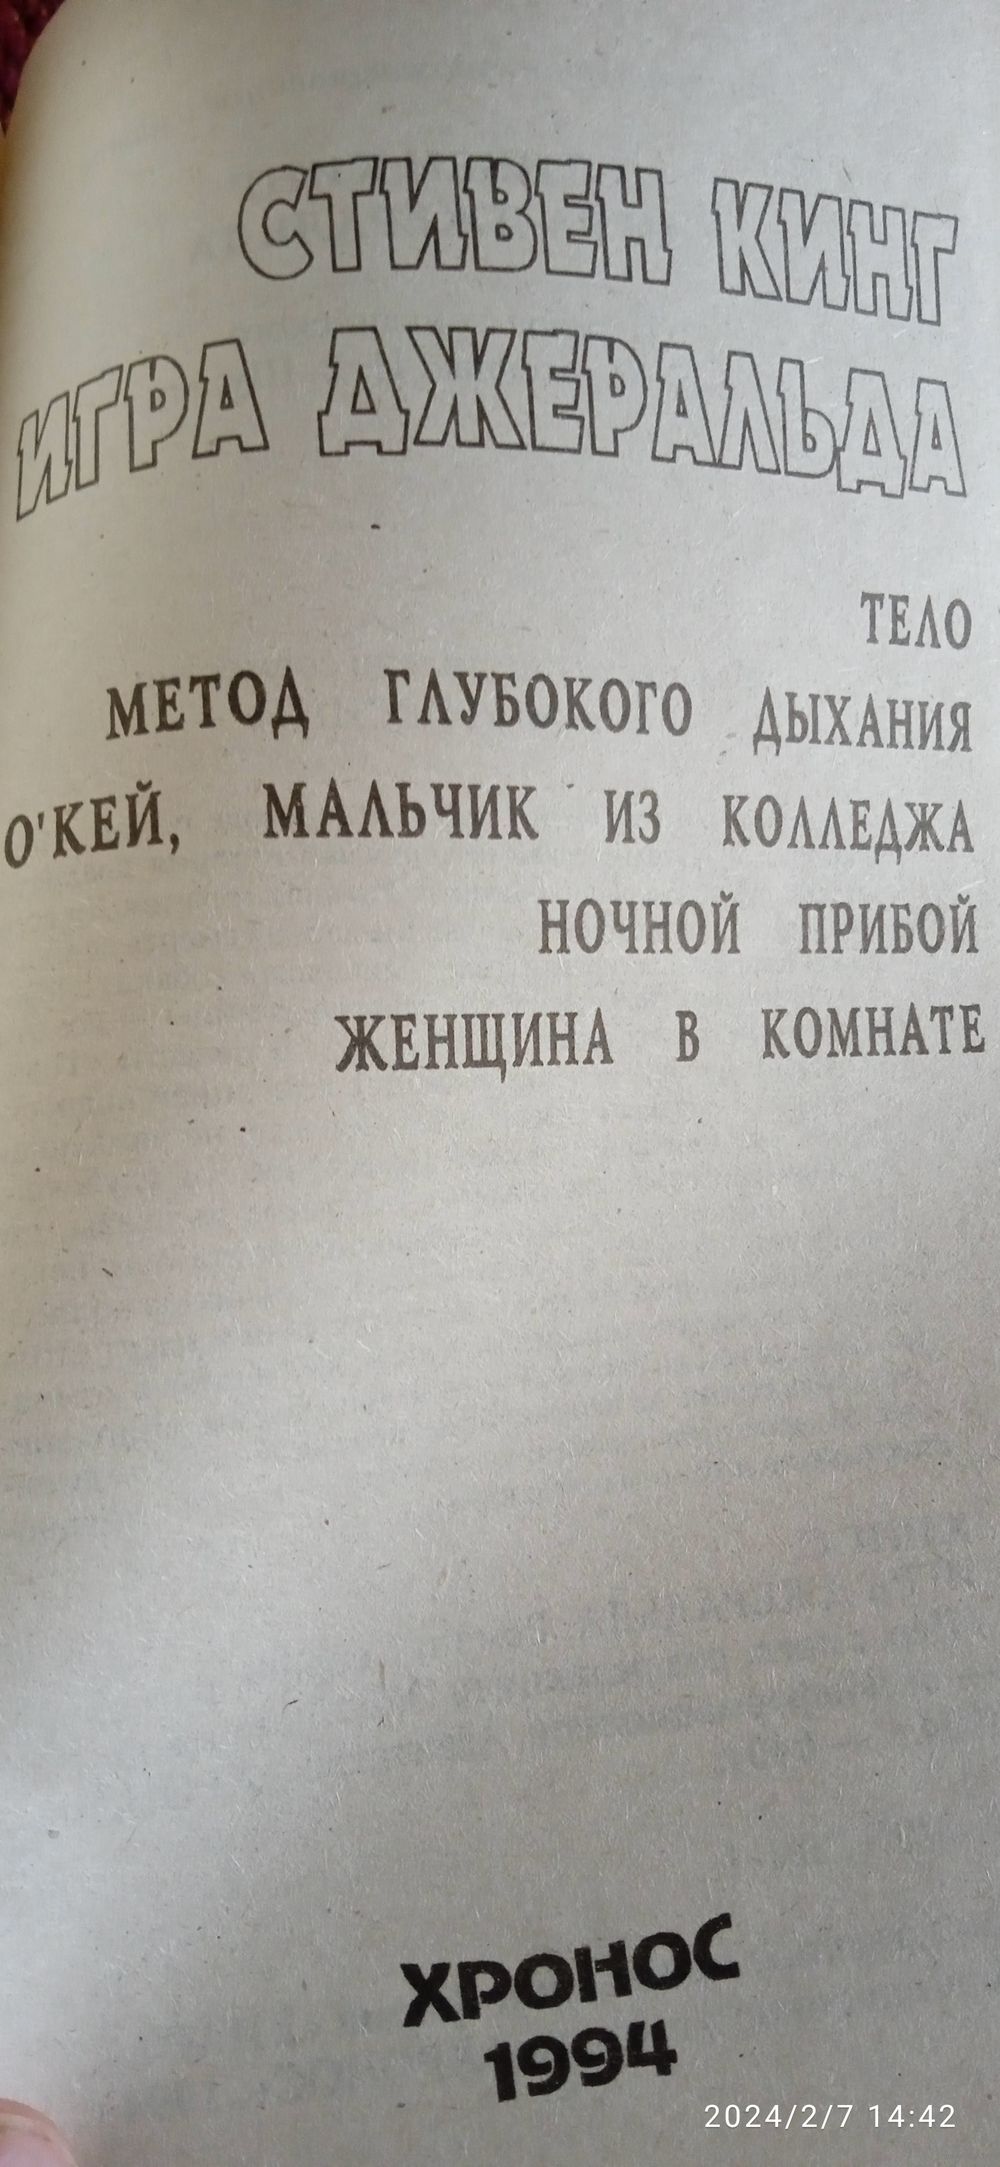 СТИВЕН КИНГ
ИГРА ДЖЕРАЛЬДА
ТЕЛО
МЕТОД ГЛУБОКОГО ДЫХАНИЯ
О'КЕЙ, МАЛЬЧИК ИЗ КОЛЛЕДЖА
НОЧНОЙ ПРИБОЙ
ЖЕНЩИНА В КОМНАТЕ
ХРОНОС
1994
2024/2/7 14:42